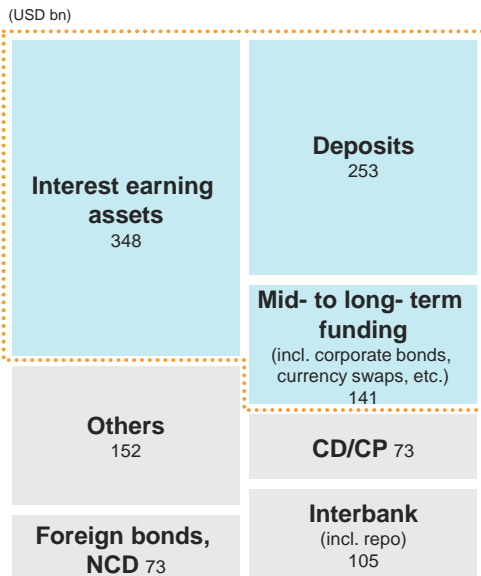 (USD bn)
Interest earning
assets
348
Others
152
Foreign bonds,
NCD 73
Deposits
253
Mid- to long- term
funding
(incl. corporate bonds,
currency swaps, etc.)
141
CD/CP 73
Interbank
(incl. repo)
105